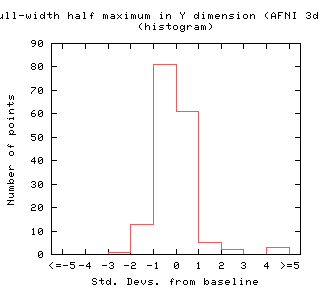 ull-width half maximum in Y dimension (AFNI 3d
(histogram)
90
80
70
60
50
40
30
20
10
0
Number of points
<=-5 -4 -3 -2 -1 0 1 2 3 4 >=5
Std. Devs. from baseline